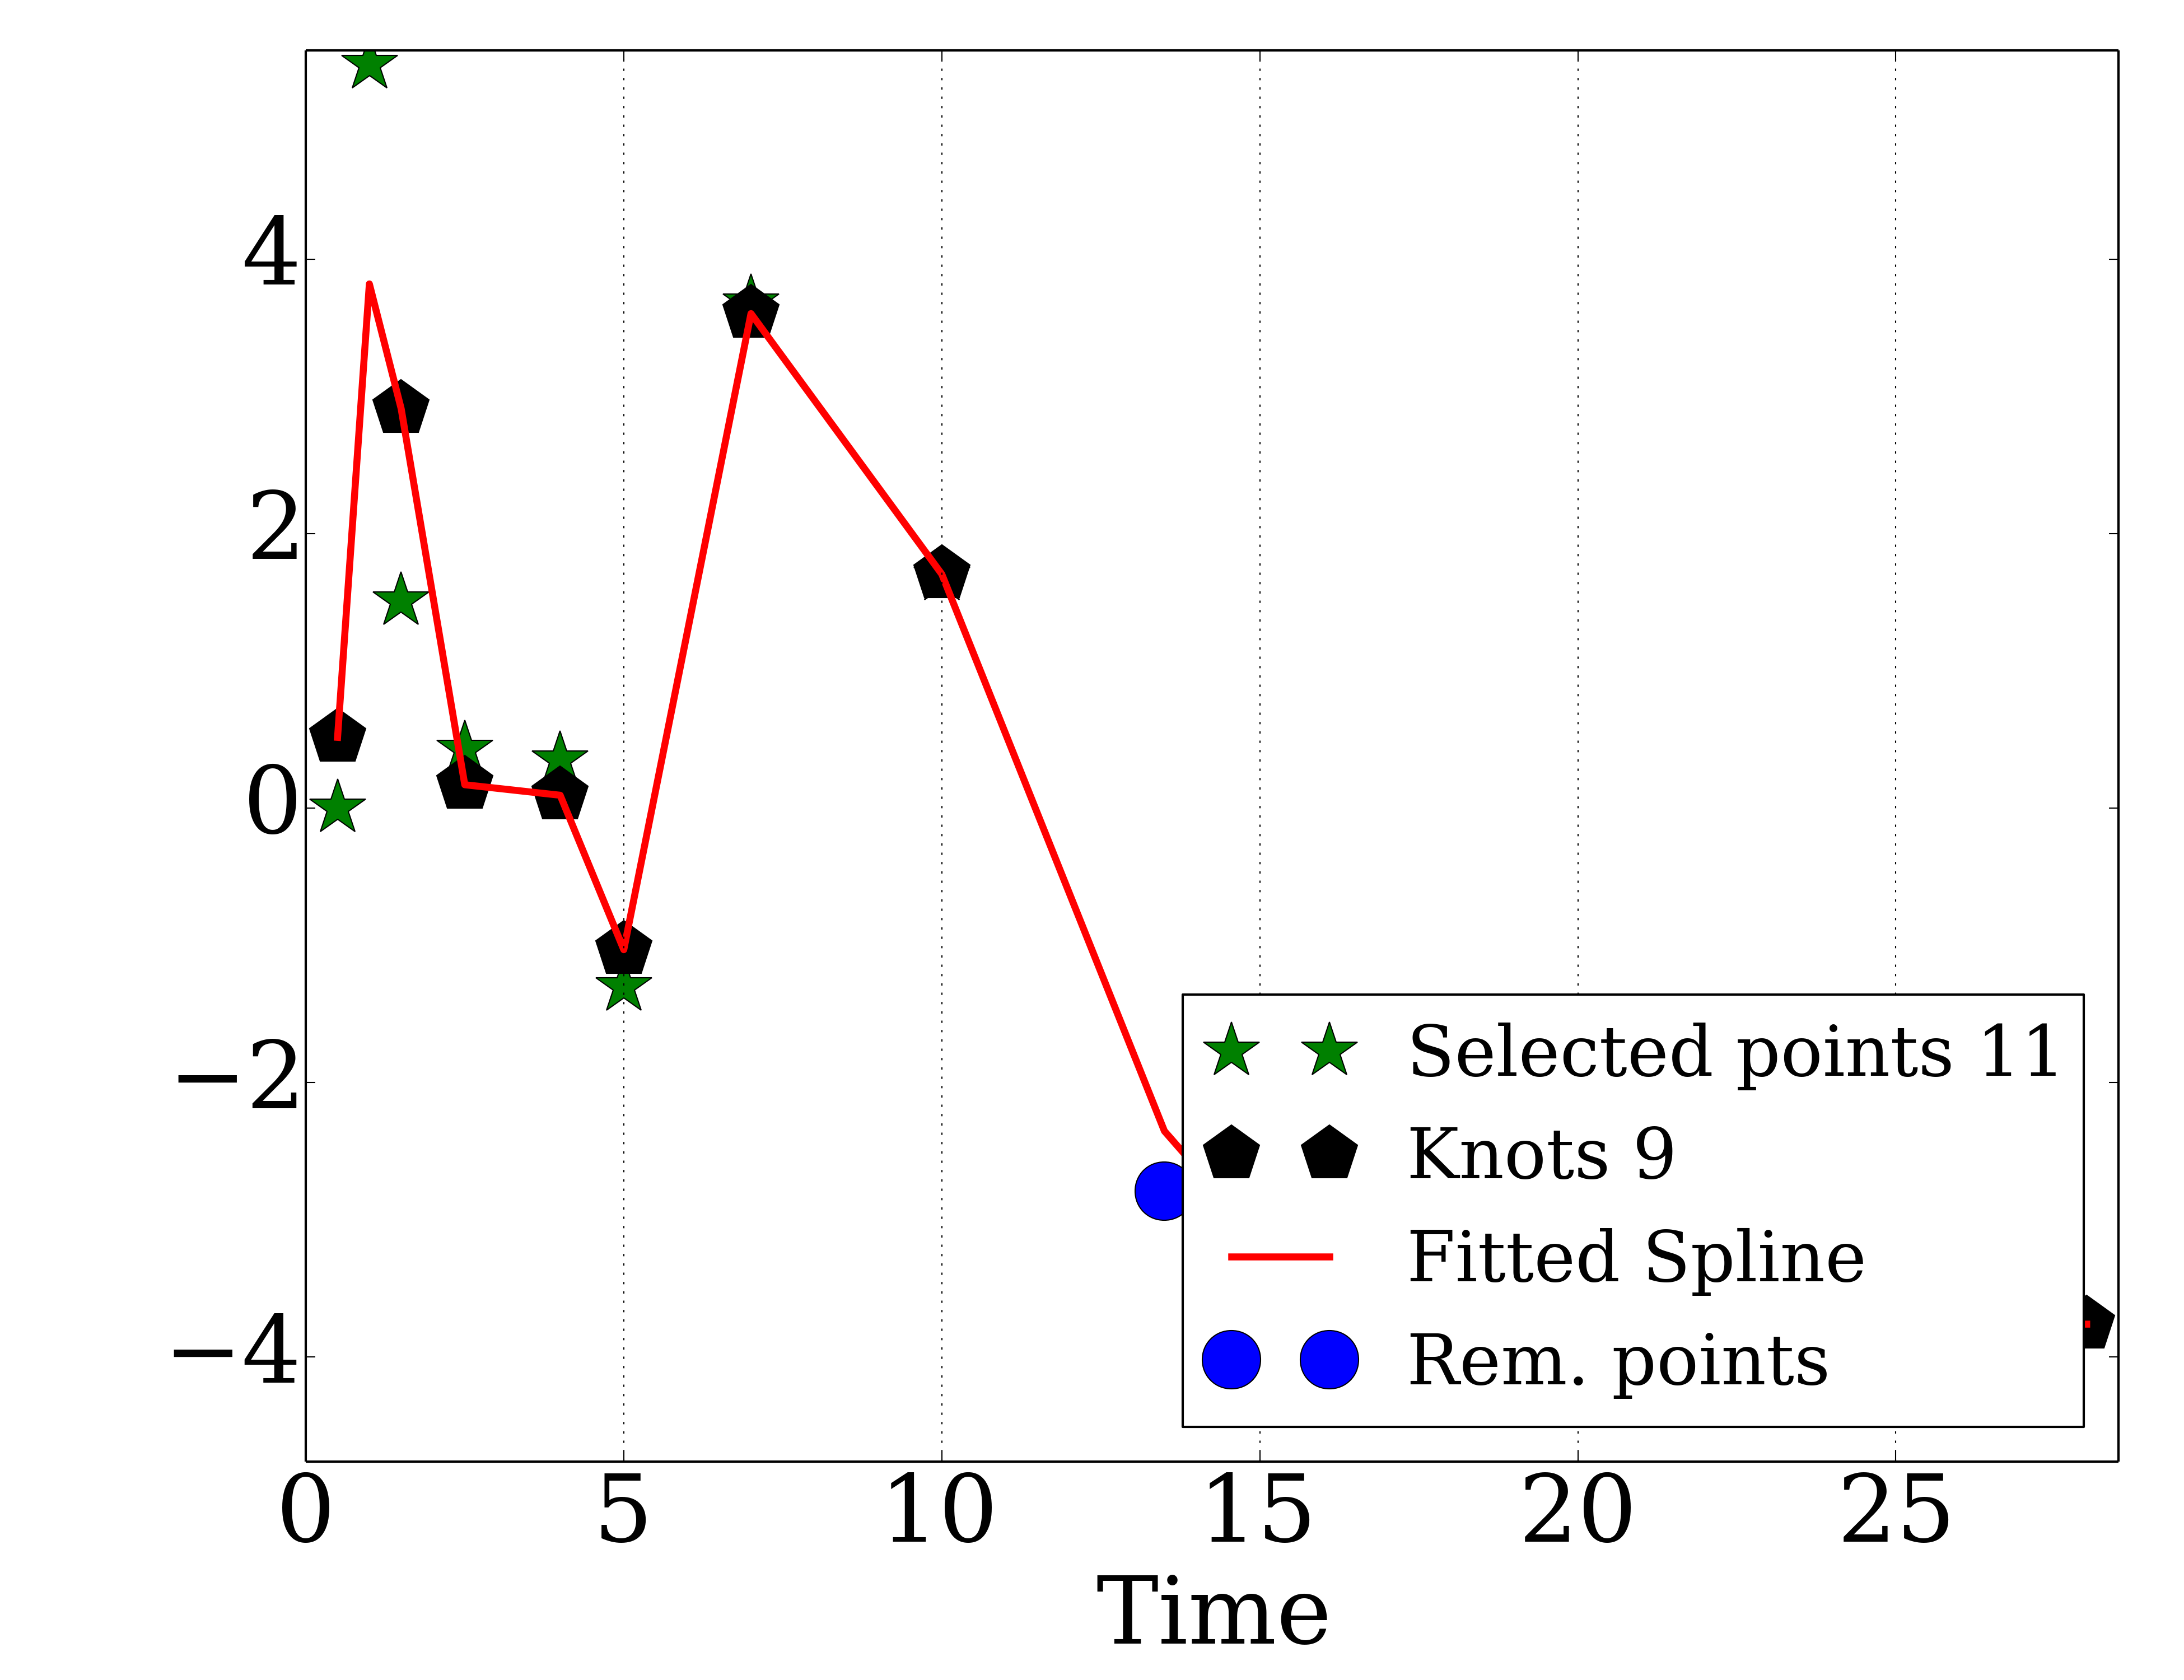 4
2
0
−2
−4
Selected points 11
Knots 9
Fitted Spline
Rem. points
0 5 10 15 20 25
Time